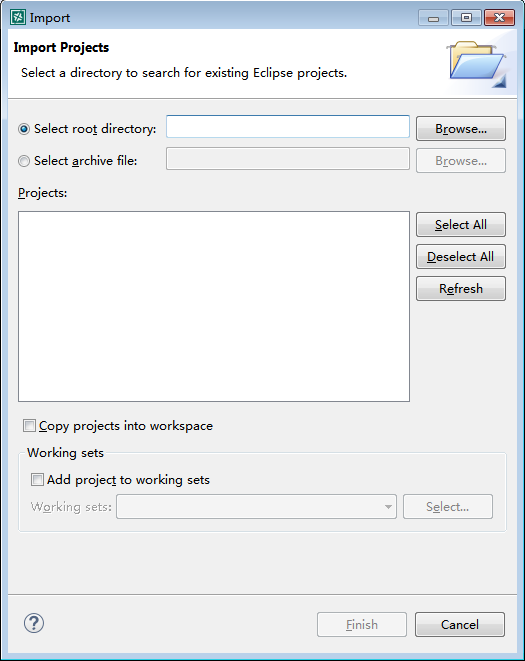 Import
Import Projects
Select a directory to search for existing Eclipse projects.
Select root directory: Browse...
Select archive file: Browse...
Projects:
Select All
Deselect All
Refresh
Copy projects into workspace
Working sets
Add project to working sets
Working sets: Select...
? Finish Cancel